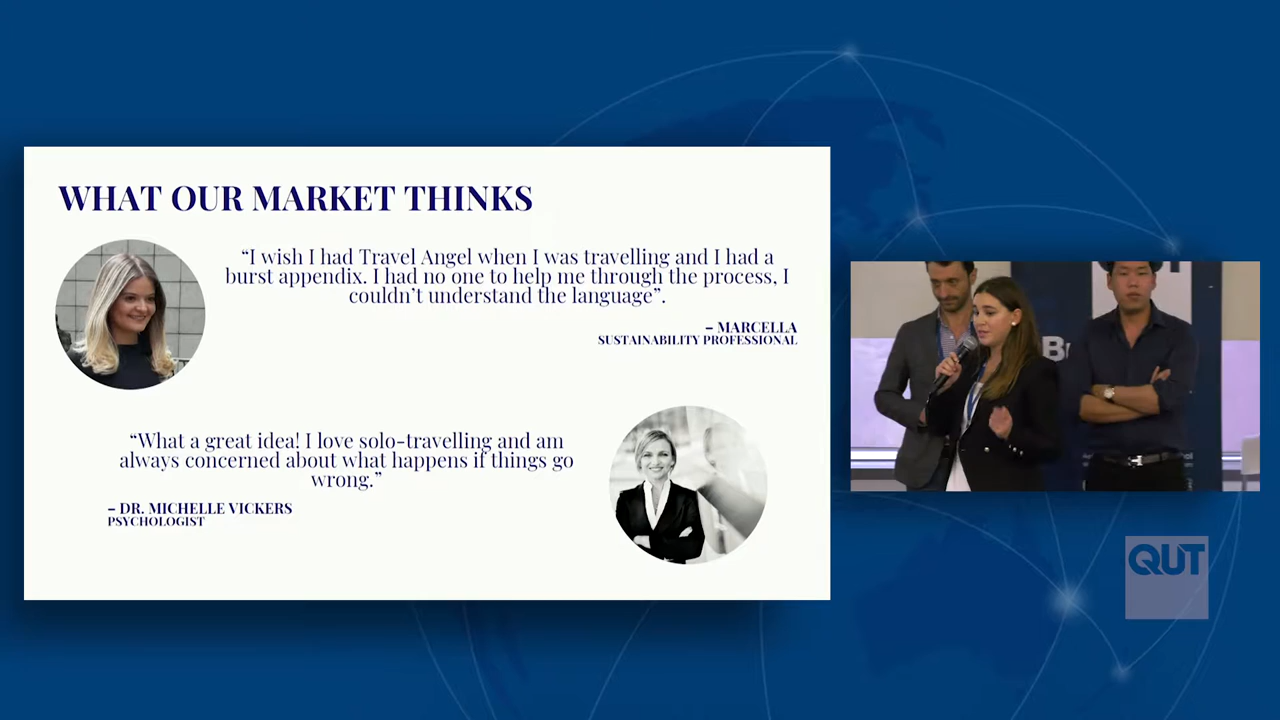 WHAT OUR MARKET THINKS
“I wish I had Travel Angel when I was travelling and I had a
burst appendix. I had no one to help me through the process, I
couldn’t understand the language”.
– MARCELLA
SUSTAINABILITY PROFESSIONAL
“What a great idea! I love solo-travelling and am
always concerned about what happens if things go
wrong.”
– DR. MICHELLE VICKERS
PSYCHOLOGIST
QUT